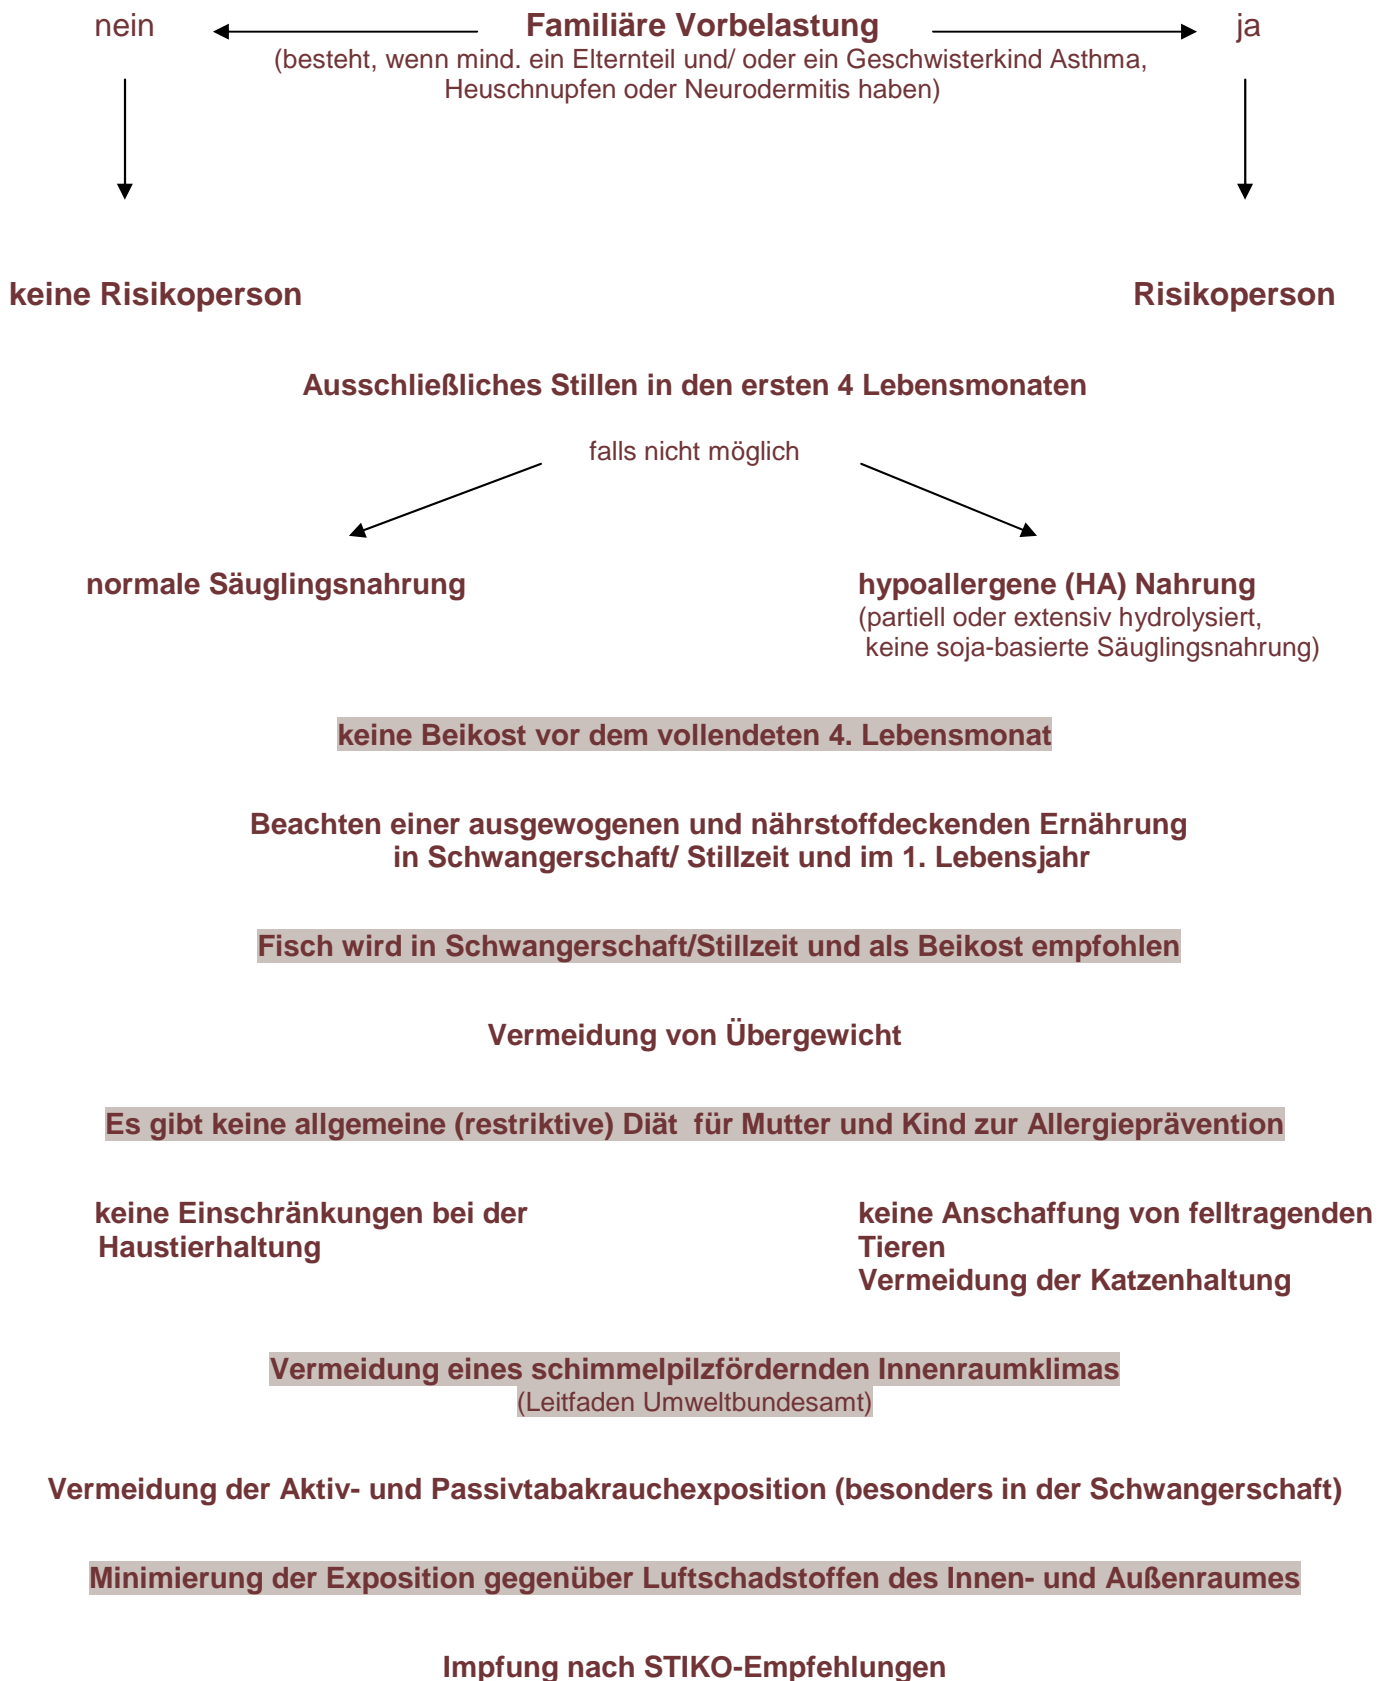 nein
Familiäre Vorbelastung
ja
(besteht, wenn mind. ein Elternteil und/ oder ein Geschwisterkind Asthma,
Heuschnupfen oder Neurodermitis haben)
keine Risikoperson
Risikoperson
Ausschließliches Stillen in den ersten 4 Lebensmonaten
falls nicht möglich
normale Säuglingsnahrung
hypoallergene (HA) Nahrung
(partiell oder extensiv hydrolysiert,
keine soja-basierte Säuglingsnahrung)
keine Beikost vor dem vollendeten 4. Lebensmonat
Beachten einer ausgewogenen und nährstoffdeckenden Ernährung
in Schwangerschaft/ Stillzeit und im 1. Lebensjahr
Fisch wird in Schwangerschaft/Stillzeit und als Beikost empfohlen
Vermeidung von Übergewicht
Es gibt keine allgemeine (restriktive) Diät  für Mutter und Kind zur Allergieprävention
keine Einschränkungen bei der
Haustierhaltung
keine Anschaffung von felltragenden
Tieren
Vermeidung der Katzenhaltung
Vermeidung eines schimmelpilzfördernden Innenraumklimas
(Leitfaden Umweltbundesamt)
Vermeidung der Aktiv- und Passivtabakrauchexposition (besonders in der Schwangerschaft)
Minimierung der Exposition gegenüber Luftschadstoffen des Innen- und Außenraumes
Impfung nach STIKO-Empfehlungen